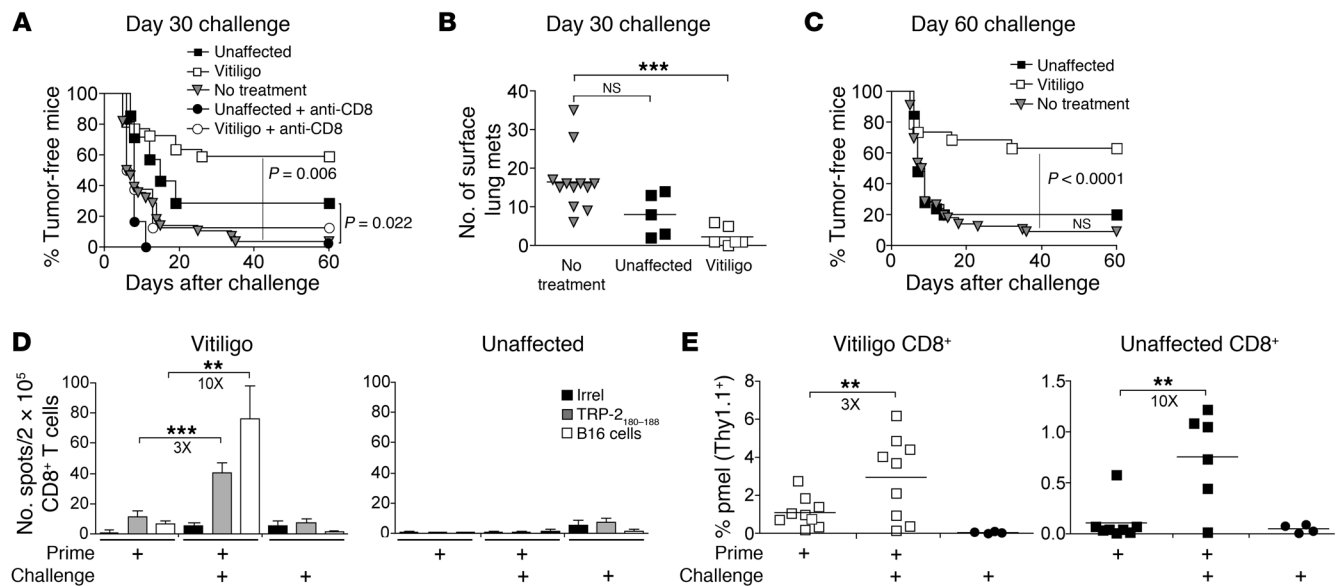 A
Day 30 challenge
Unaffected
Vitiligo
No treatment
Unaffected + anti-CD8
Vitiligo + anti-CD8
% Tumor-free mice
100
80
60
40
20
0
P = 0.006
P = 0.022
0
20
40
60
Days after challenge
B
Day 30 challenge
***
NS
No. of surface
lung mets
40
30
20
10
0
No
treatment
Unaffected
Vitiligo
C
Day 60 challenge
Unaffected
Vitiligo
No treatment
% Tumor-free mice
100
80
60
40
20
0
P < 0.0001
NS
0
20
40
60
Days after challenge
D
Vitiligo
**
10X
***
3X
No. spots/2 × 10⁵
CD8⁺ T cells
100
80
60
40
20
0
Unaffected
100
80
60
40
20
0
Irrel
TRP-2₁₈₀₋₁₈₈
B16 cells
Prime + + + +
Challenge + + + +
E
Vitiligo CD8⁺
**
3X
% pmel (Thy1.1⁺)
8
6
4
2
0
Unaffected CD8⁺
**
10X
1.5
1.0
0.5
0.0
Prime + + + +
Challenge + + + +